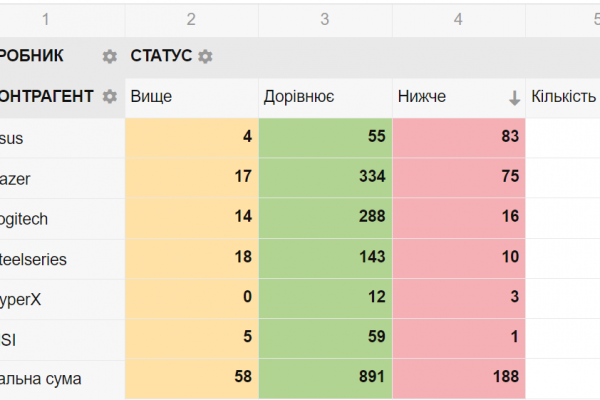 1 2 3 4 5
РОБНИК СТАТУС
ОНТРАГЕНТ Вище Дорівнює Нижче Кількість
sus 4 55 83
azer 17 334 75
ogitech 14 288 16
teelseries 18 143 10
yperX 0 12 3
SI 5 59 1
альна сума 58 891 188